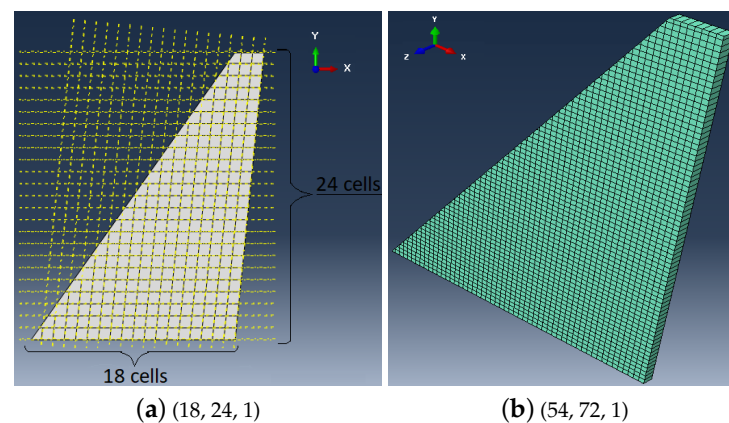 Y
X
24 cells
18 cells
Y
Z
X
(a) (18, 24, 1)
(b) (54, 72, 1)